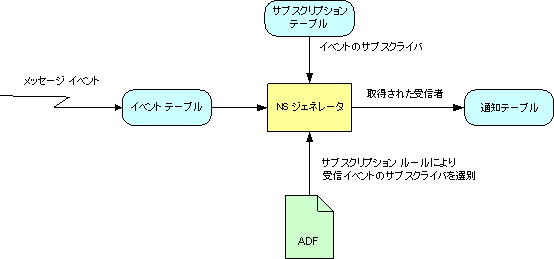 サブスクリプション
テーブル
イベントのサブスクライバ
メッセージ イベント
イベント テーブル
NS ジェネレータ
取得された受信者
通知テーブル
サブスクリプション ルールにより
受信イベントのサブスクライバを選別
ADF